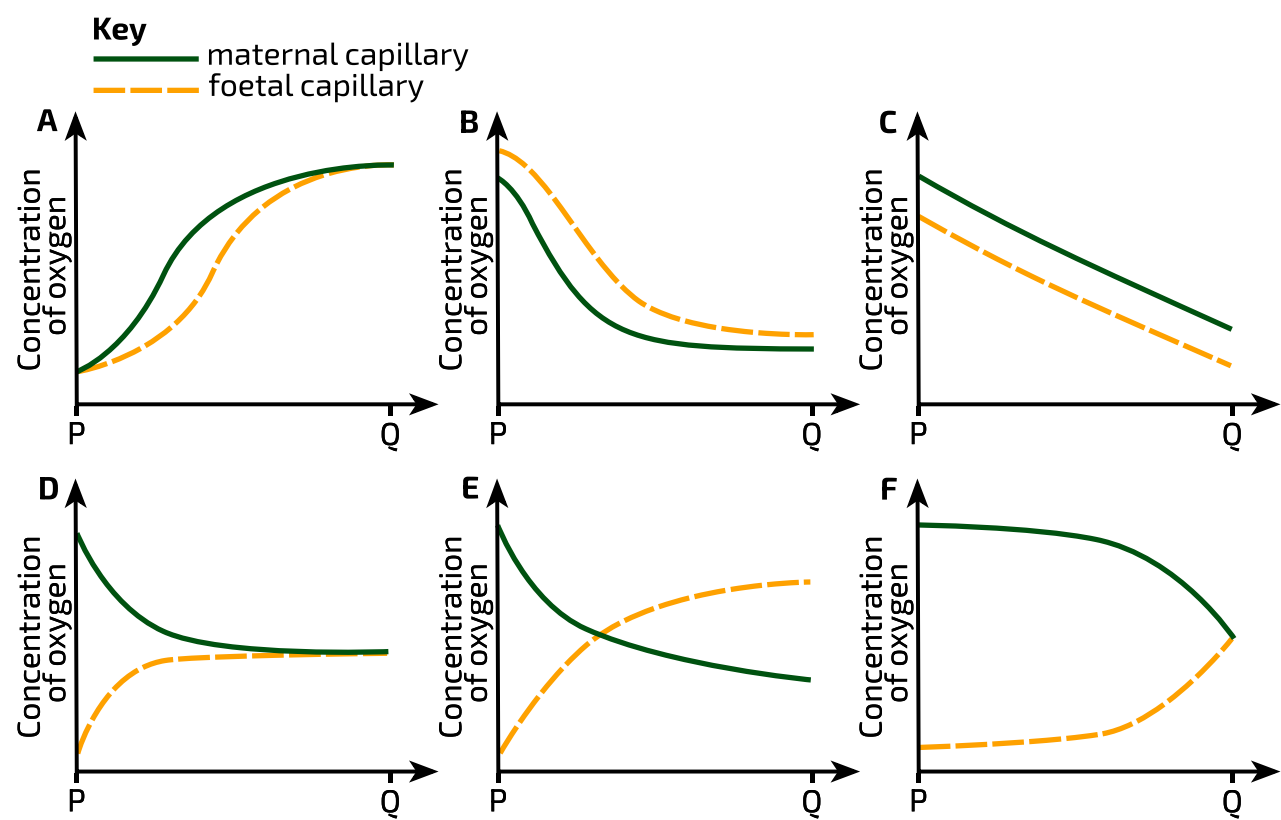 Key
maternal capillary
foetal capillary
A
Concentration
of oxygen
P
Q
B
Concentration
of oxygen
P
Q
C
Concentration
of oxygen
P
Q
D
Concentration
of oxygen
P
Q
E
Concentration
of oxygen
P
Q
F
Concentration
of oxygen
P
Q